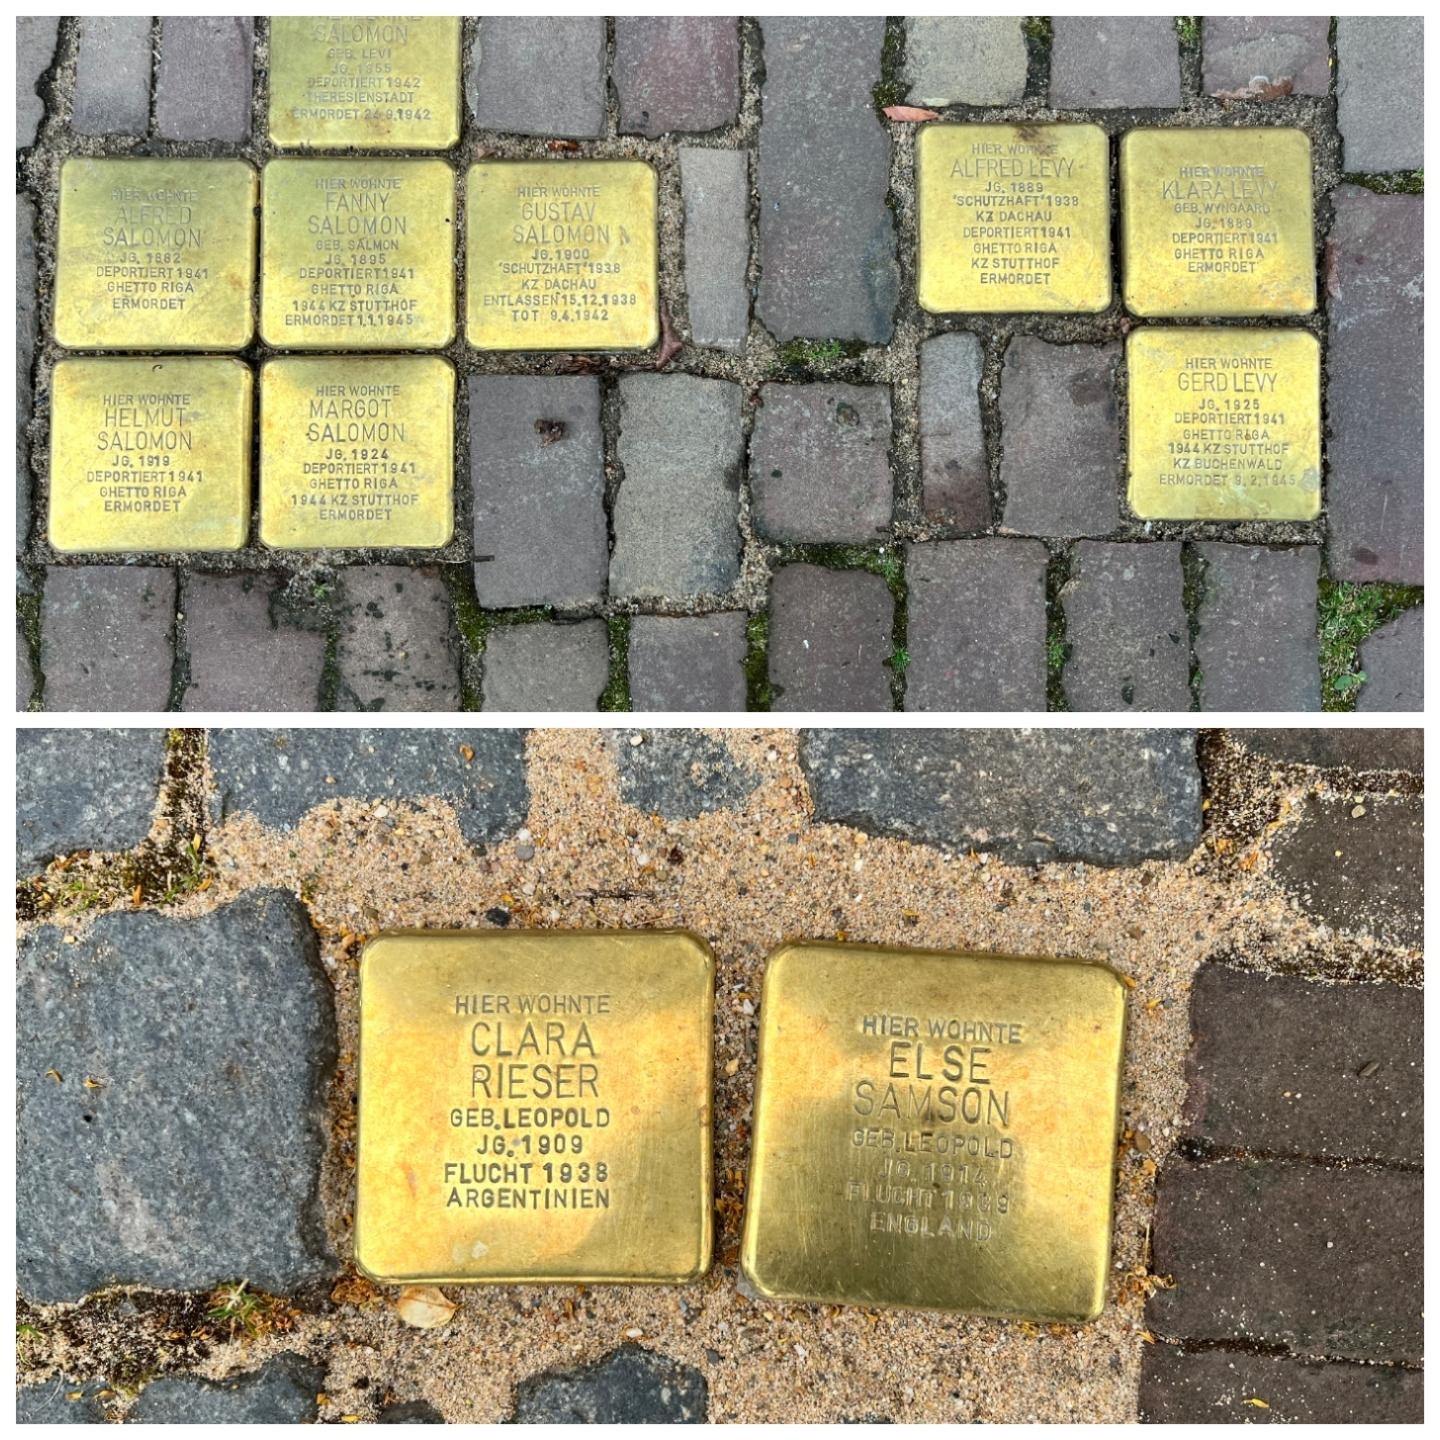 SALOMON
GEB. LEVI
JG. 1855
DEPORTIERT 1942
THERESIENSTADT
ERMORDET 24.9.1942
HIER WOHNTE
ALFRED
SALOMON
JG. 1882
DEPORTIERT 1941
GHETTO RIGA
ERMORDET
HIER WOHNTE
FANNY
SALOMON
GEB. SALMON
JG. 1895
DEPORTIERT 1941
GHETTO RIGA
1944 KZ STUTTHOF
ERMORDET 1.1.1945
HIER WOHNTE
GUSTAV
SALOMON
JG. 1900
"SCHUTZHAFT" 1938
KZ DACHAU
ENTLASSEN 15.12.1938
TOT 9.4.1942
HIER WOHNTE
HELMUT
SALOMON
JG. 1919
DEPORTIERT 1941
GHETTO RIGA
ERMORDET
HIER WOHNTE
MARGOT
SALOMON
JG. 1924
DEPORTIERT 1941
GHETTO RIGA
1944 KZ STUTTHOF
ERMORDET
HIER WOHNTE
ALFRED LEVY
JG. 1889
"SCHUTZHAFT" 1938
KZ DACHAU
DEPORTIERT 1941
GHETTO RIGA
KZ STUTTHOF
ERMORDET
HIER WOHNTE
KLARA LEVY
GEB. WYNGAARD
JG. 1889
DEPORTIERT 1941
GHETTO RIGA
ERMORDET
HIER WOHNTE
GERD LEVY
JG. 1925
DEPORTIERT 1941
GHETTO RIGA
1944 KZ STUTTHOF
KZ BUCHENWALD
ERMORDET 9.2.1945
HIER WOHNTE
CLARA
RIESER
GEB. LEOPOLD
JG. 1909
FLUCHT 1938
ARGENTINIEN
HIER WOHNTE
ELSE
SAMSON
GEB. LEOPOLD
JG. 1914
FLUCHT 1939
ENGLAND